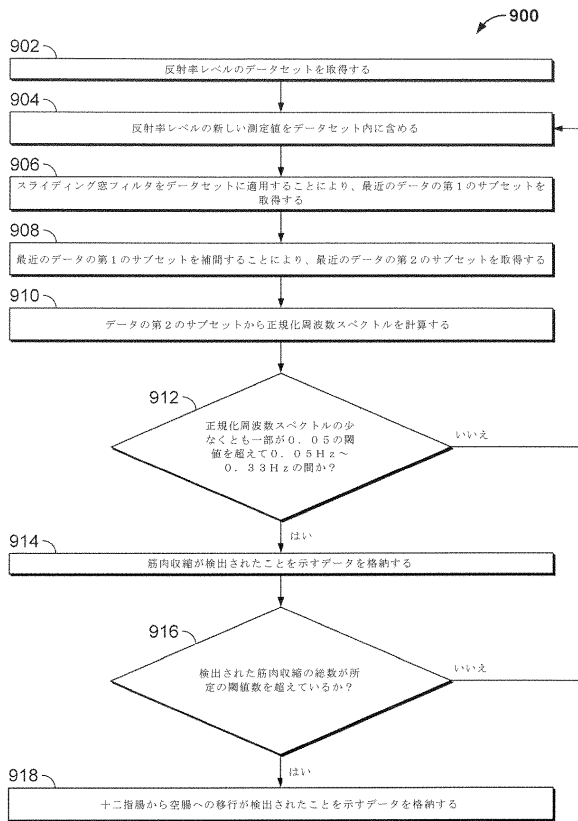 900
902
反射率レベルのデータセットを取得する
904
反射率レベルの新しい測定値をデータセット内に含める
906
スライディング窓フィルタをデータセットに適用することにより、最近のデータの第1のサブセットを
取得する
908
最近のデータの第1のサブセットを補間することにより、最近のデータの第2のサブセットを取得する
910
データの第2のサブセットから正規化周波数スペクトルを計算する
912
正規化周波数スペクトルの少
なくとも一部が0.05の閾
値を超えて0.05Hz~
0.33Hzの間か?
いいえ
はい
914
筋肉収縮が検出されたことを示すデータを格納する
916
検出された筋肉収縮の総数が所
定の閾値数を超えているか?
いいえ
はい
918
十二指腸から空腸への移行が検出されたことを示すデータを格納する